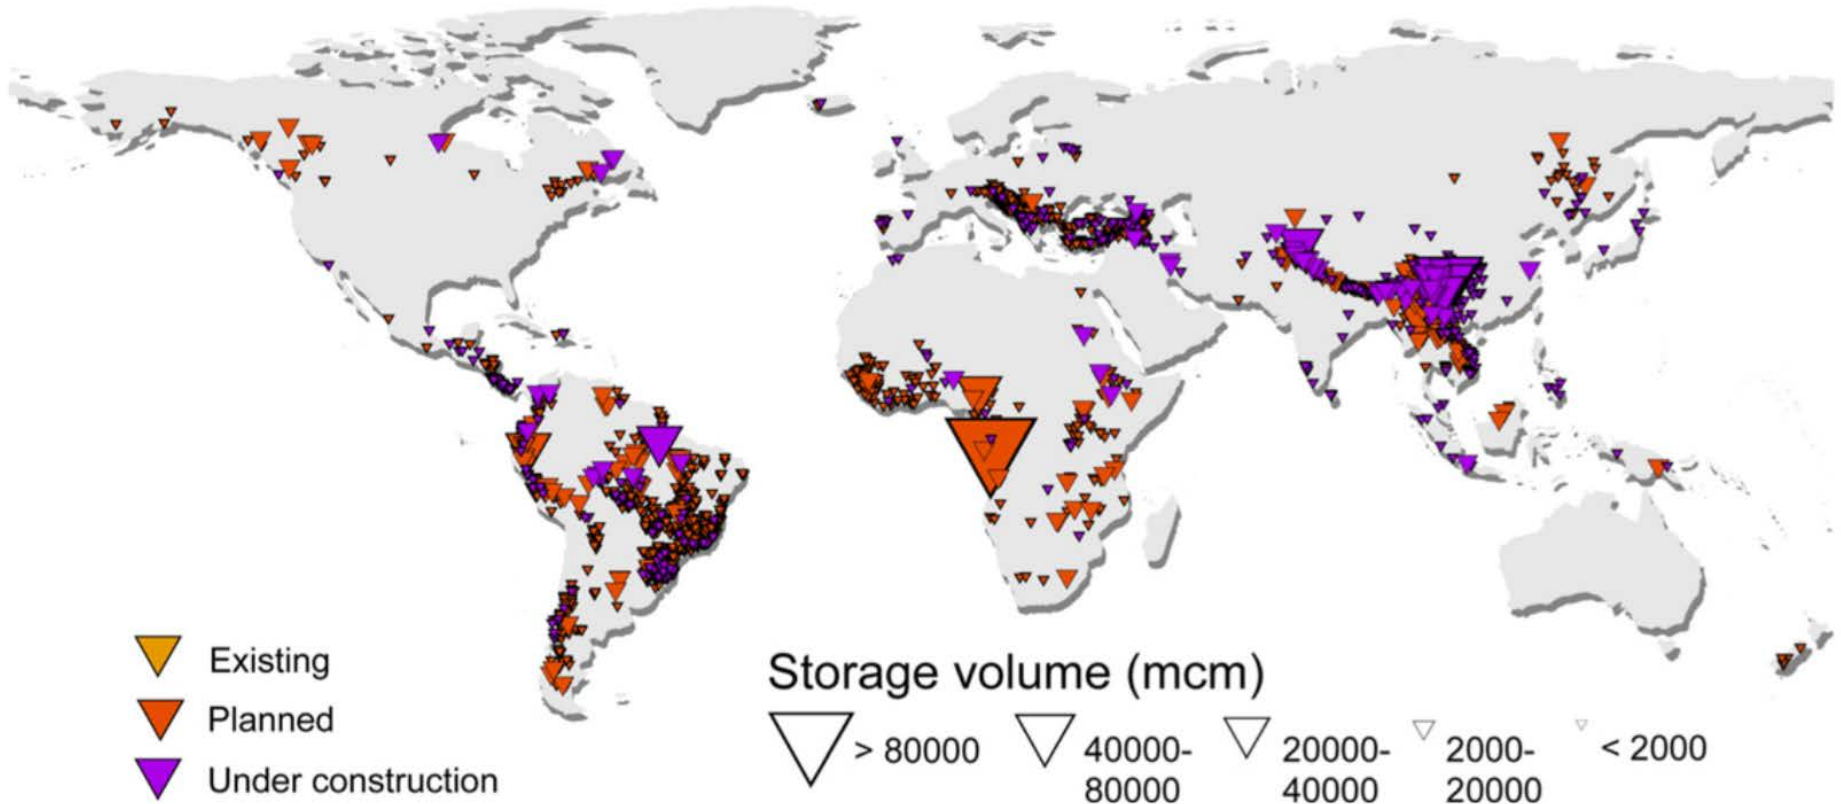 Existing
Planned
Under construction
Storage volume (mcm)
> 80000
40000-
80000
20000-
40000
2000-
20000
< 2000